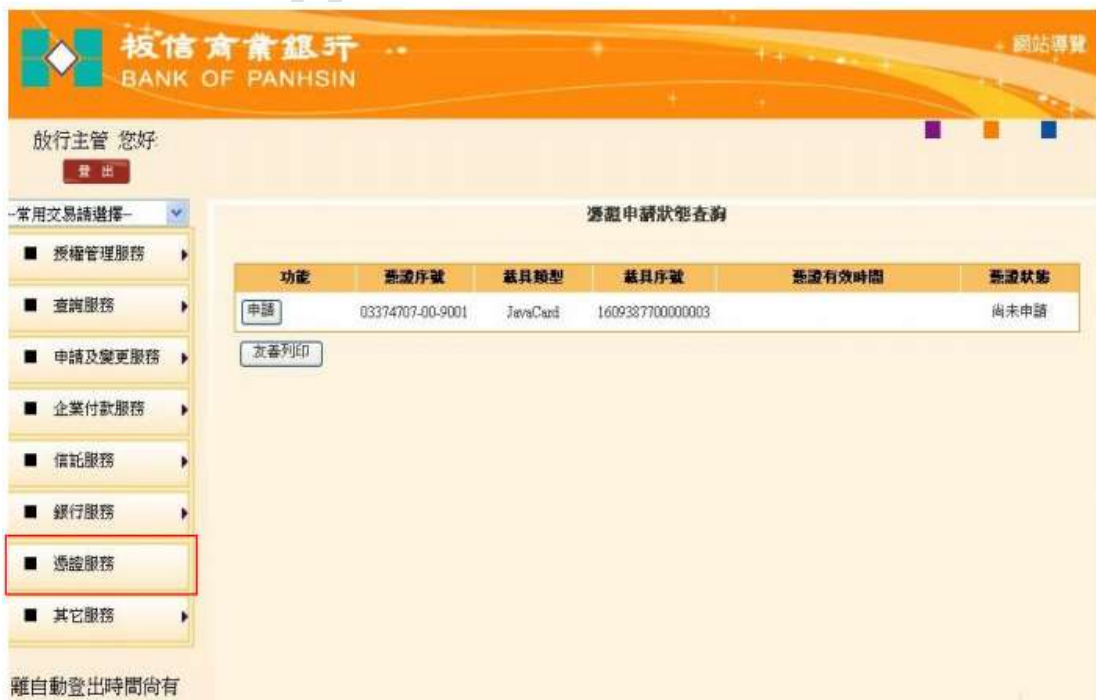 板信商業銀行
BANK OF PANHSIN
網站導覽
放行主管 您好
登出
--常用交易請選擇--
授權管理服務
查詢服務
申請及變更服務
企業付款服務
信託服務
銀行服務
憑證服務
其它服務
離自動登出時間尚有
憑證申請狀態查詢
功能 憑證序號 載具類型 載具序號 憑證有效時間 憑證狀態
申請 03374707-00-9001 JavaCard 1609387700000003 尚未申請
友善列印